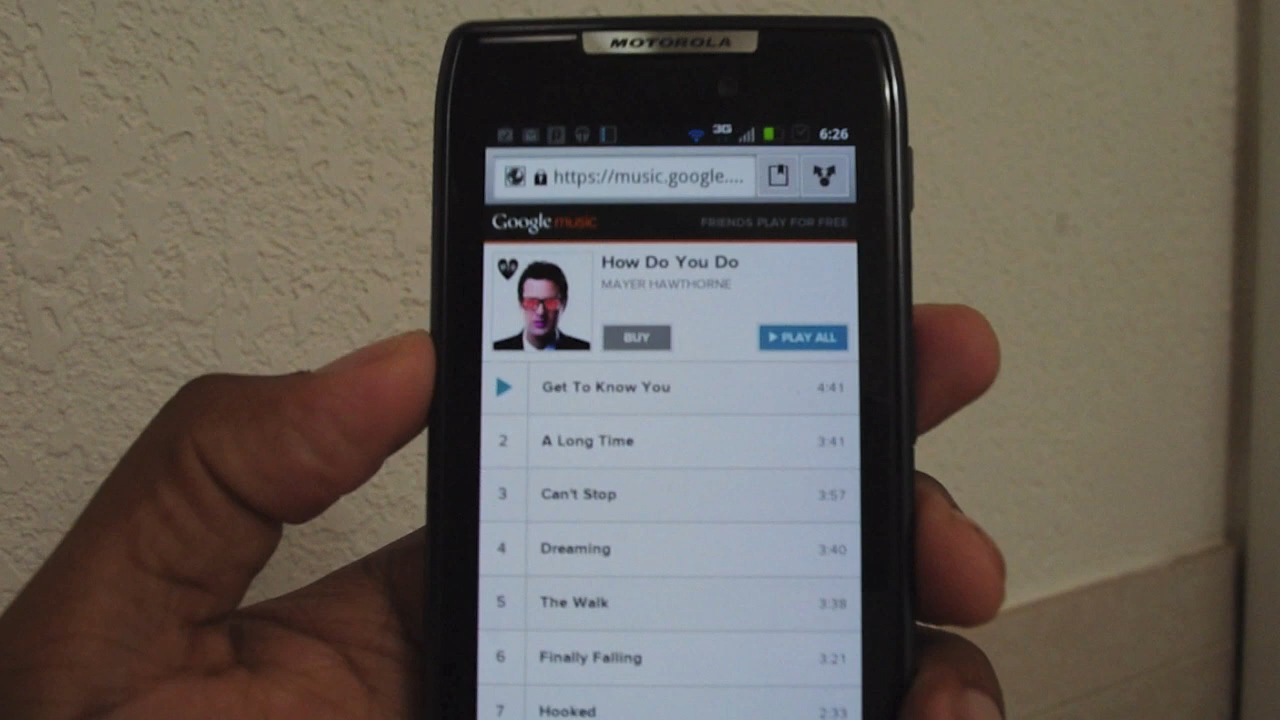 MOTOROLA
3G 6:26
https://music.google....
Google music FRIENDS PLAY FOR FREE
How Do You Do
MAYER HAWTHORNE
BUY PLAY ALL
Get To Know You 4:41
2 A Long Time 3:41
3 Can't Stop 3:57
4 Dreaming 3:40
5 The Walk 3:38
6 Finally Falling 3:21
7 Hooked 2:33